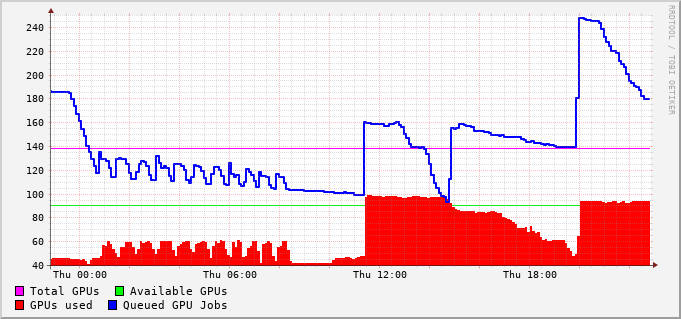 RRDTOOL / TOBI OETIKER
240
220
200
180
160
140
120
100
80
60
40
Thu 00:00 Thu 06:00 Thu 12:00 Thu 18:00
Total GPUs Available GPUs
GPUs used Queued GPU Jobs